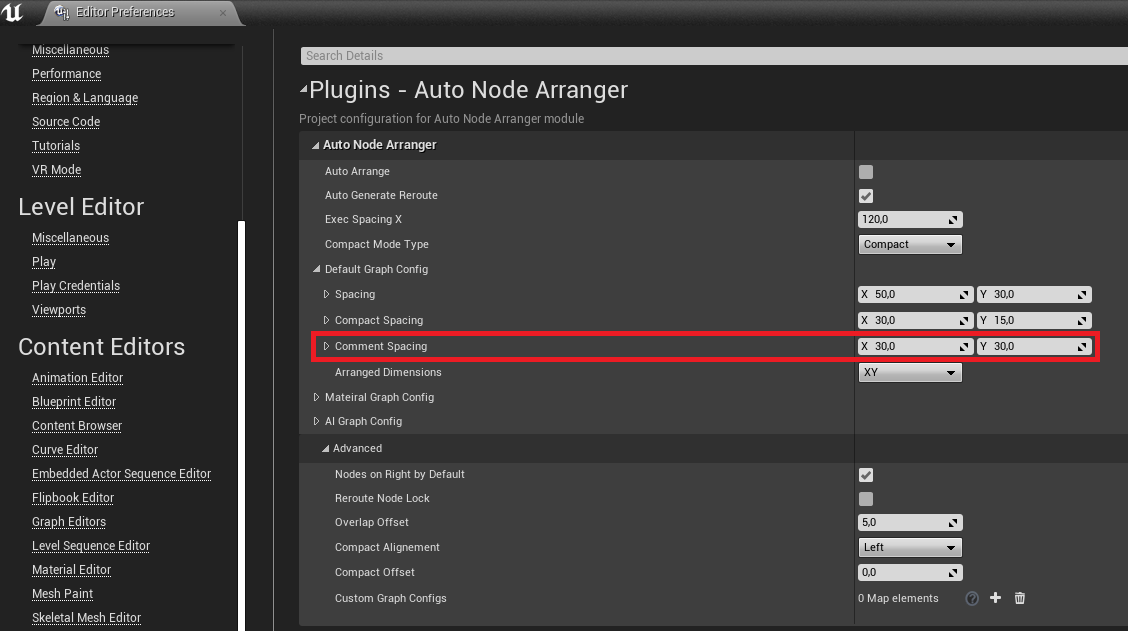 Editor Preferences
Miscellaneous
Performance
Region & Language
Source Code
Tutorials
VR Mode
Level Editor
Miscellaneous
Play
Play Credentials
Viewports
Content Editors
Animation Editor
Blueprint Editor
Content Browser
Curve Editor
Embedded Actor Sequence Editor
Flipbook Editor
Graph Editors
Level Sequence Editor
Material Editor
Mesh Paint
Skeletal Mesh Editor
Search Details
Plugins - Auto Node Arranger
Project configuration for Auto Node Arranger module
Auto Node Arranger
Auto Arrange
Auto Generate Reroute
Exec Spacing X 120,0
Compact Mode Type Compact
Default Graph Config
Spacing X 50,0 Y 30,0
Compact Spacing X 30,0 Y 15,0
Comment Spacing X 30,0 Y 30,0
Arranged Dimensions XY
Mateiral Graph Config
AI Graph Config
Advanced
Nodes on Right by Default
Reroute Node Lock
Overlap Offset 5,0
Compact Alignement Left
Compact Offset 0,0
Custom Graph Configs 0 Map elements ?